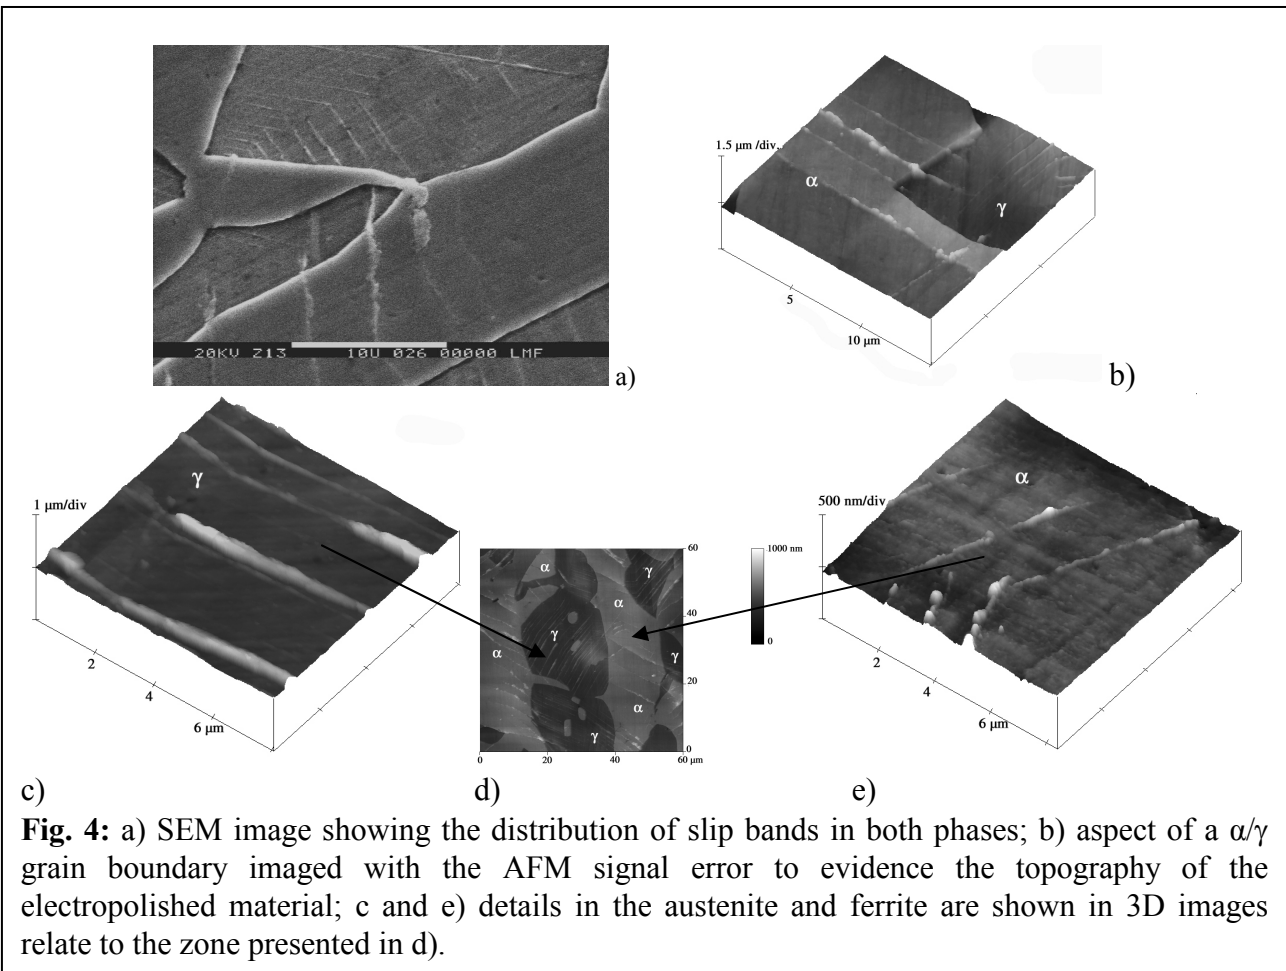 20KV Z13 10U 026 00000 LMF
a)
1.5 µm /div.
α
γ
5
10 µm
b)
γ
1 µm/div
2
4
6 µm
c)
α
γ
α
γ
α
γ
α
γ
60
40
20
0
0
20
40
60 µm
1000 nm
0
d)
α
500 nm/div
2
4
6 µm
e)
Fig. 4: a) SEM image showing the distribution of slip bands in both phases; b) aspect of a α/γ
grain boundary imaged with the AFM signal error to evidence the topography of the
electropolished material; c and e) details in the austenite and ferrite are shown in 3D images
relate to the zone presented in d).